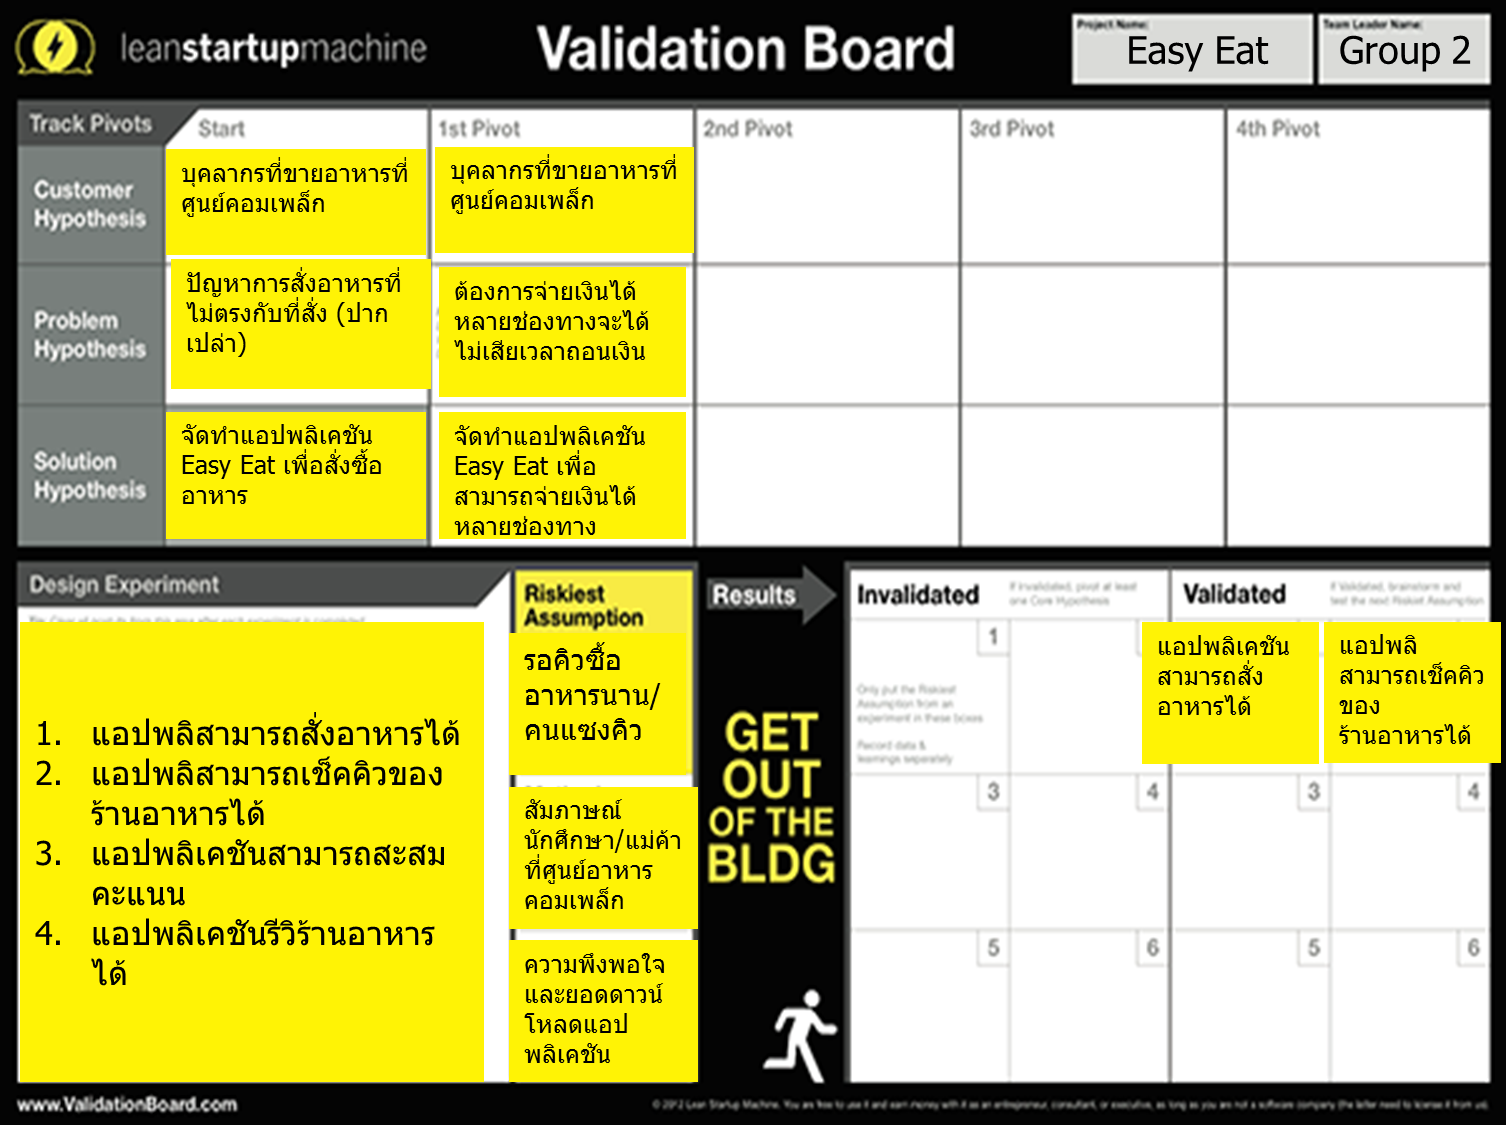 leanstartupmachine
Validation Board
Project Name:
Easy Eat
Team Leader Name:
Group 2
Track Pivots
Start
1st Pivot
2nd Pivot
3rd Pivot
4th Pivot
Customer
Hypothesis
บุคลากรที่ขายอาหารที่
ศูนย์คอมเพล็ก
บุคลากรที่ขายอาหารที่
ศูนย์คอมเพล็ก
Problem
Hypothesis
ปัญหาการสั่งอาหารที่
ไม่ตรงกับที่สั่ง (ปาก
เปล่า)
ต้องการจ่ายเงินได้
หลายช่องทางจะได้
ไม่เสียเวลาถอนเงิน
Solution
Hypothesis
จัดทำแอปพลิเคชัน
Easy Eat เพื่อสั่งซื้อ
อาหาร
จัดทำแอปพลิเคชัน
Easy Eat เพื่อ
สามารถจ่ายเงินได้
หลายช่องทาง
Design Experiment
1. แอปพลิสามารถสั่งอาหารได้
2. แอปพลิสามารถเช็คคิวของ
ร้านอาหารได้
3. แอปพลิเคชันสามารถสะสม
คะแนน
4. แอปพลิเคชันรีวิร้านอาหาร
ได้
Riskiest
Assumption
รอคิวซื้อ
อาหารนาน/
คนแซงคิว
สัมภาษณ์
นักศึกษา/แม่ค้า
ที่ศูนย์อาหาร
คอมเพล็ก
ความพึงพอใจ
และยอดดาวน์
โหลดแอป
พลิเคชัน
Results
GET
OUT
OF THE
BLDG
Invalidated
If Invalidated, pivot at least
one Core Hypothesis
Validated
If Validated, brainstorm and
test the next Riskiest Assumption
1
Only put the Riskiest
Assumption from an
experiment in these boxes
Record data &
learnings seperately
แอปพลิเคชัน
สามารถสั่ง
อาหารได้
แอปพลิ
สามารถเช็คคิว
ของ
ร้านอาหารได้
3
4
3
4
5
6
5
6
www.ValidationBoard.com
© 2012 Lean Startup Machine. You are free to use it and earn money with it as an entrepreneur, consultant, or executive, as long as you are not a software company (the latter need to license it from us)